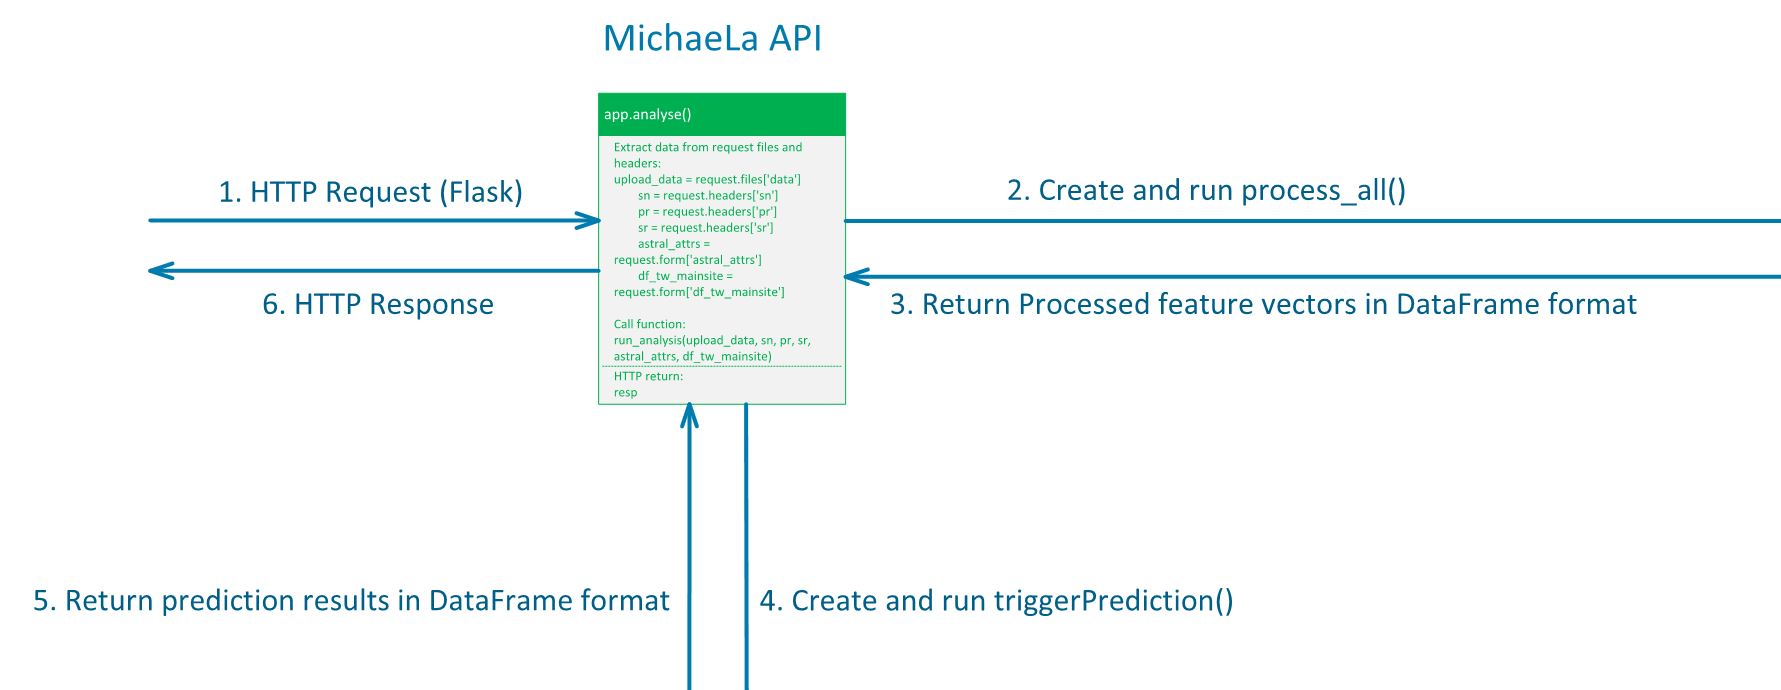 MichaeLa API
app.analyse()
Extract data from request files and
headers:
upload_data = request.files['data']
sn = request.headers['sn']
pr = request.headers['pr']
sr = request.headers['sr']
astral_attrs =
request.form['astral_attrs']
df_tw_mainsite =
request.form['df_tw_mainsite']
Call function:
run_analysis(upload_data, sn, pr, sr,
astral_attrs, df_tw_mainsite)
HTTP return:
resp
1. HTTP Request (Flask)
2. Create and run process_all()
3. Return Processed feature vectors in DataFrame format
4. Create and run triggerPrediction()
5. Return prediction results in DataFrame format
6. HTTP Response